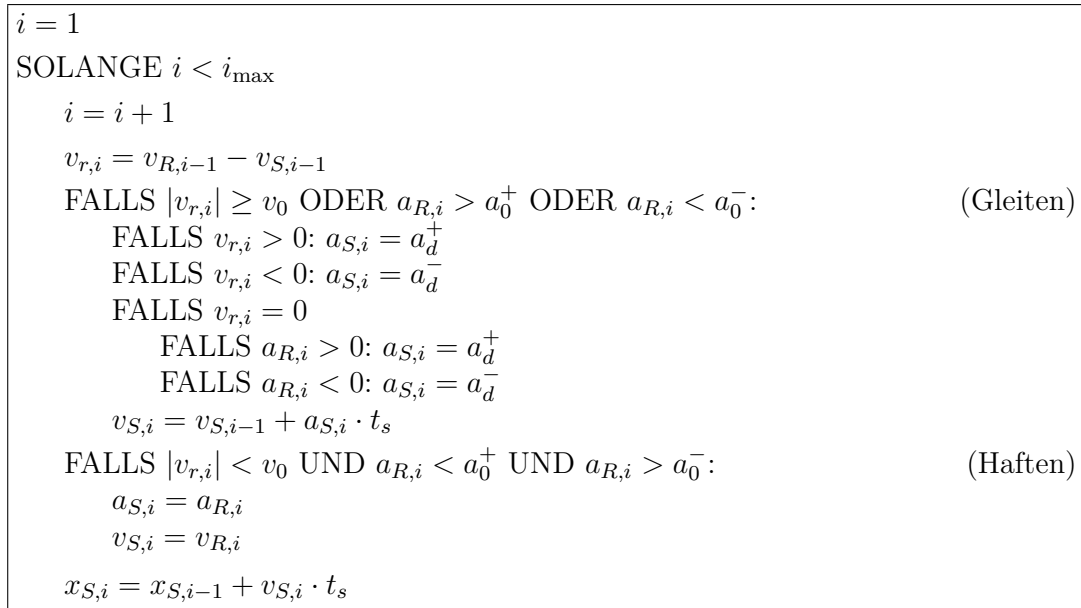 i = 1
SOLANGE i < i_max
i = i + 1
v_{r,i} = v_{R,i−1} − v_{S,i−1}
FALLS |v_{r,i}| ≥ v_0 ODER a_{R,i} > a_0^+ ODER a_{R,i} < a_0^−: (Gleiten)
FALLS v_{r,i} > 0: a_{S,i} = a_d^+
FALLS v_{r,i} < 0: a_{S,i} = a_d^−
FALLS v_{r,i} = 0
FALLS a_{R,i} > 0: a_{S,i} = a_d^+
FALLS a_{R,i} < 0: a_{S,i} = a_d^−
v_{S,i} = v_{S,i−1} + a_{S,i} · t_s
FALLS |v_{r,i}| < v_0 UND a_{R,i} < a_0^+ UND a_{R,i} > a_0^−: (Haften)
a_{S,i} = a_{R,i}
v_{S,i} = v_{R,i}
x_{S,i} = x_{S,i−1} + v_{S,i} · t_s